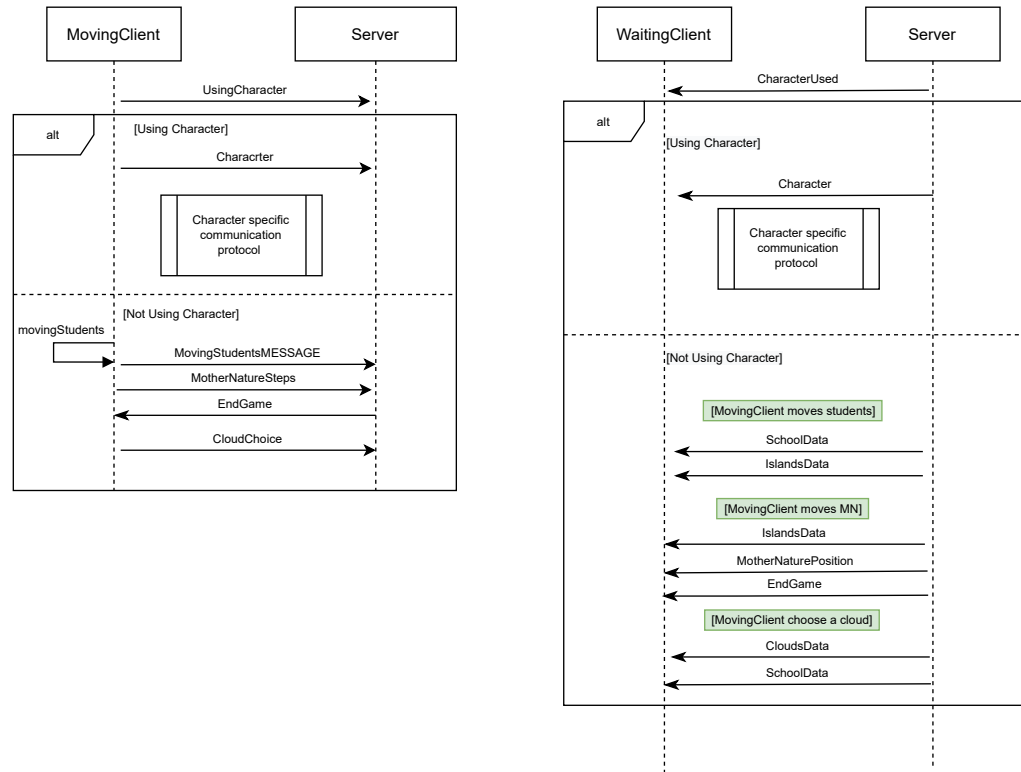 MovingClient
Server
UsingCharacter
alt
[Using Character]
Characrter
Character specific
communication
protocol
[Not Using Character]
movingStudents
MovingStudentsMESSAGE
MotherNatureSteps
EndGame
CloudChoice
WaitingClient
Server
CharacterUsed
alt
[Using Character]
Character
Character specific
communication
protocol
[Not Using Character]
[MovingClient moves students]
SchoolData
IslandsData
[MovingClient moves MN]
IslandsData
MotherNaturePosition
EndGame
[MovingClient choose a cloud]
CloudsData
SchoolData